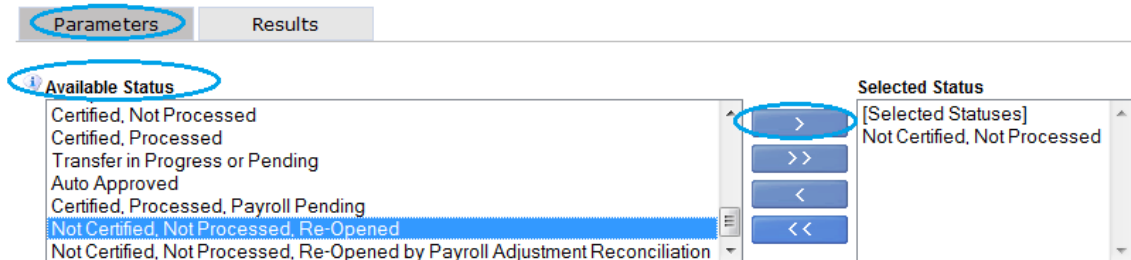 Parameters Results
Available Status
Certified, Not Processed
Certified, Processed
Transfer in Progress or Pending
Auto Approved
Certified, Processed, Payroll Pending
Not Certified, Not Processed, Re-Opened
Not Certified, Not Processed, Re-Opened by Payroll Adjustment Reconciliation
>
>>
<
<<
Selected Status
[Selected Statuses]
Not Certified, Not Processed